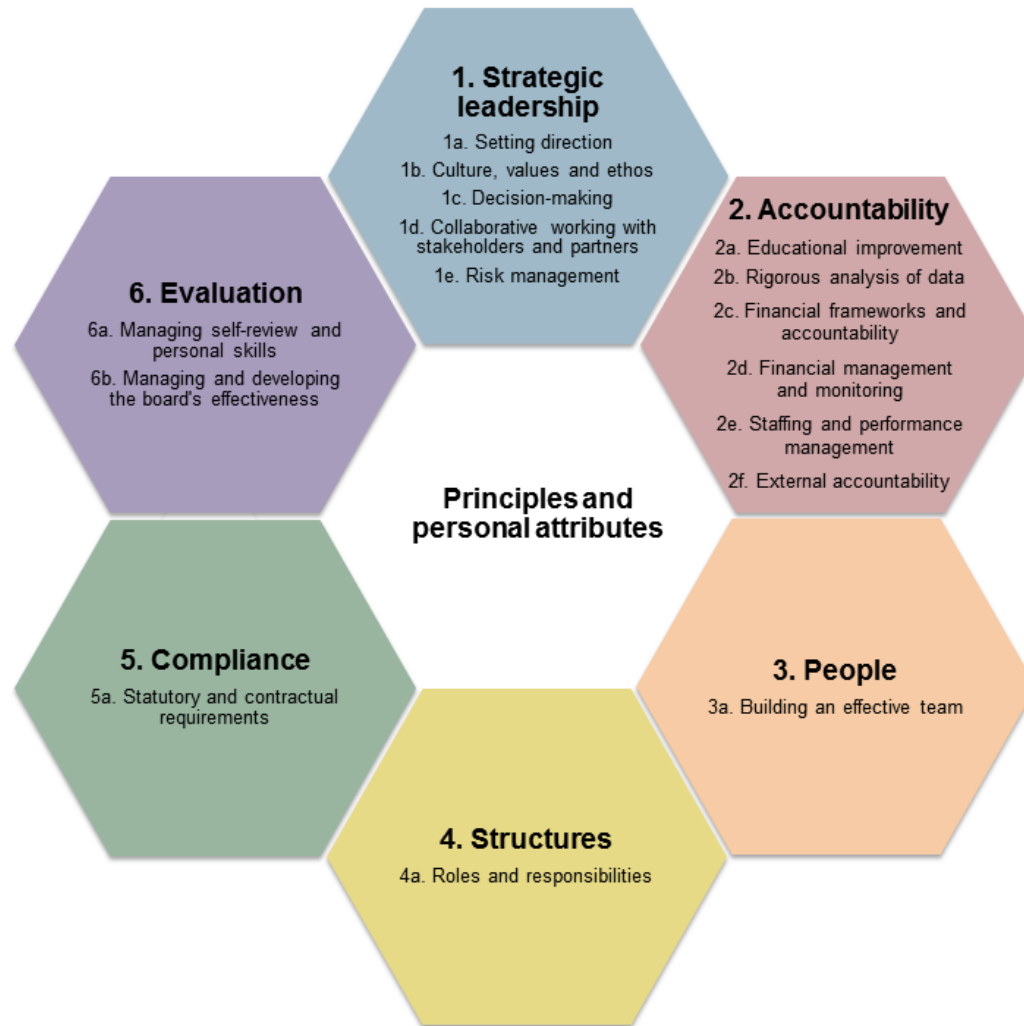 1. Strategic
leadership
1a. Setting direction
1b. Culture, values and ethos
1c. Decision-making
1d. Collaborative working with
stakeholders and partners
1e. Risk management
2. Accountability
2a. Educational improvement
2b. Rigorous analysis of data
2c. Financial frameworks and
accountability
2d. Financial management
and monitoring
2e. Staffing and performance
management
2f. External accountability
3. People
3a. Building an effective team
4. Structures
4a. Roles and responsibilities
5. Compliance
5a. Statutory and contractual
requirements
6. Evaluation
6a. Managing self-review and
personal skills
6b. Managing and developing
the board's effectiveness
Principles and
personal attributes